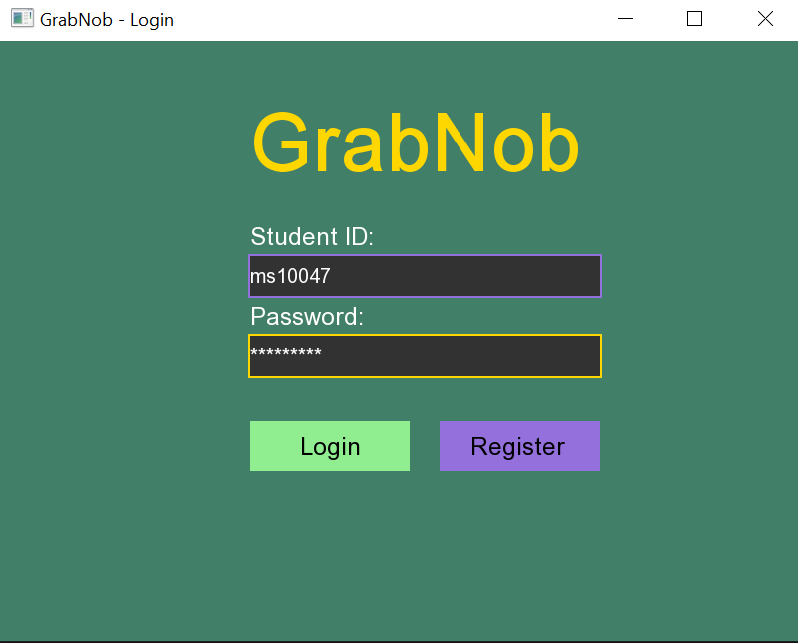 GrabNob - Login
GrabNob
Student ID:
ms10047
Password:
*********
Login Register